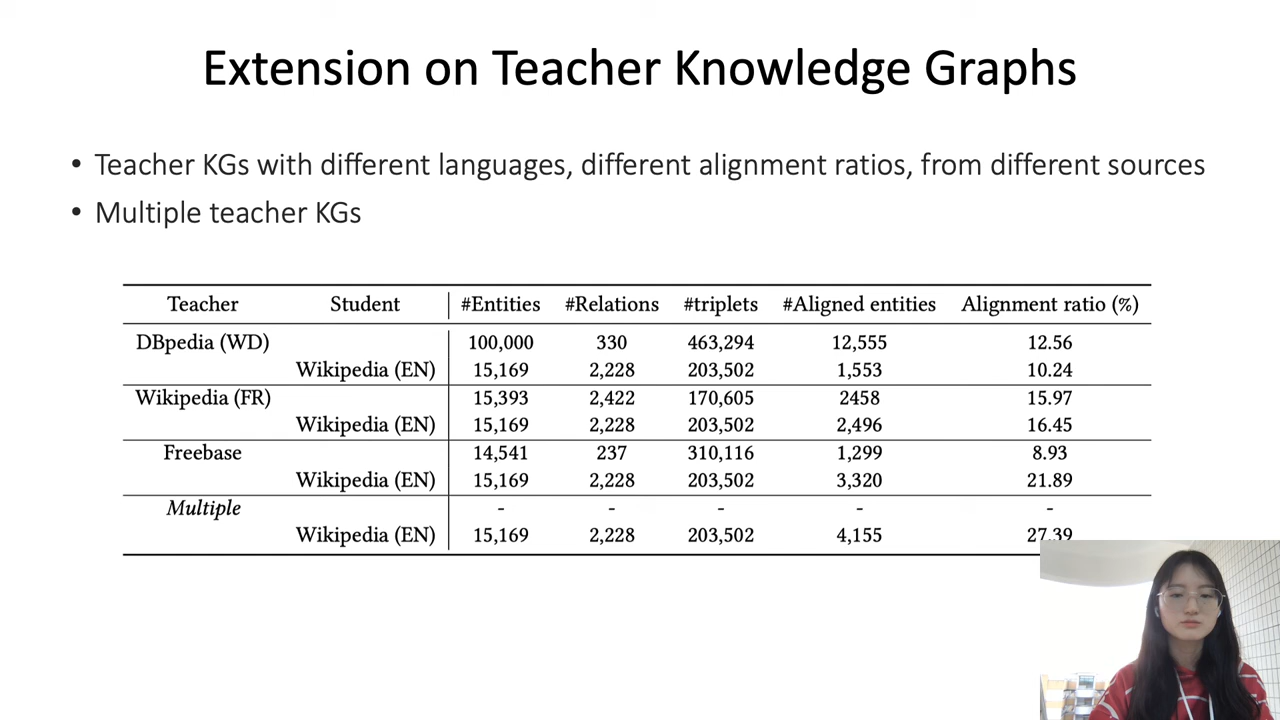 Extension on Teacher Knowledge Graphs
• Teacher KGs with different languages, different alignment ratios, from different sources
• Multiple teacher KGs
Teacher Student #Entities #Relations #triplets #Aligned entities Alignment ratio (%)
DBpedia (WD) 100,000 330 463,294 12,555 12.56
Wikipedia (EN) 15,169 2,228 203,502 1,553 10.24
Wikipedia (FR) 15,393 2,422 170,605 2458 15.97
Wikipedia (EN) 15,169 2,228 203,502 2,496 16.45
Freebase 14,541 237 310,116 1,299 8.93
Wikipedia (EN) 15,169 2,228 203,502 3,320 21.89
Multiple - - - - -
Wikipedia (EN) 15,169 2,228 203,502 4,155 27.39